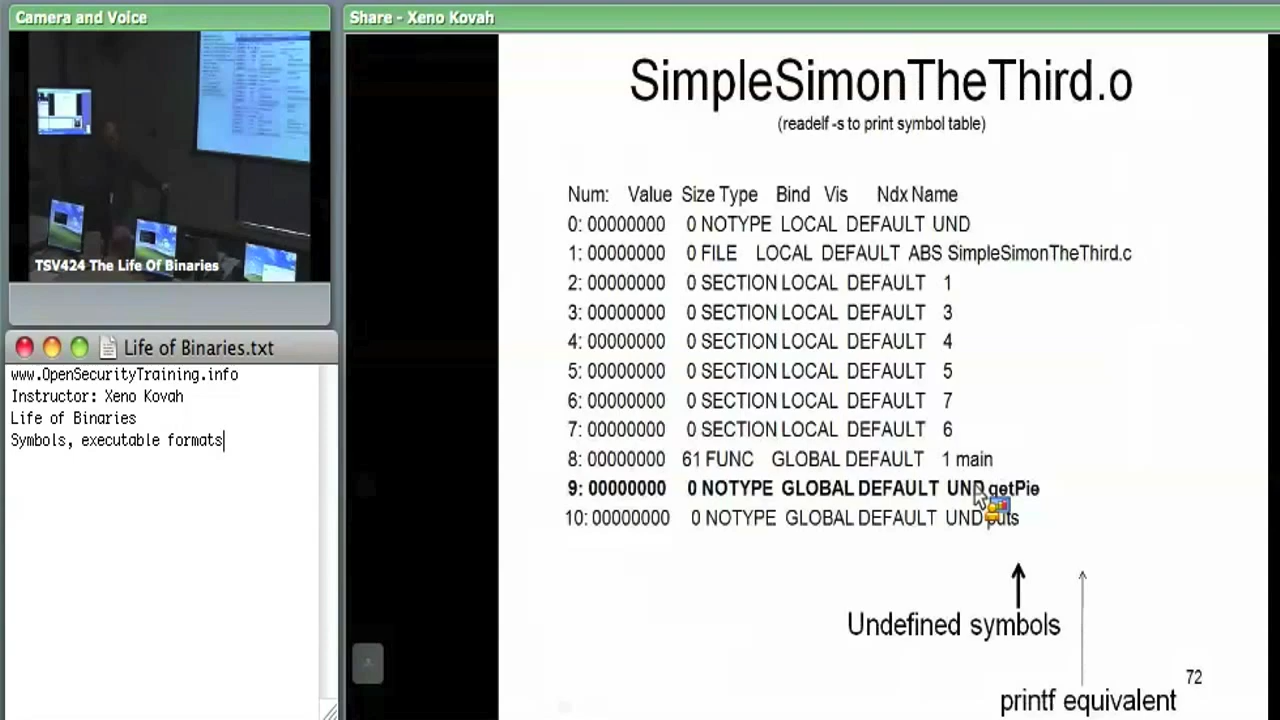 Camera and Voice
TSV424 The Life Of Binaries
Life of Binaries.txt
www.OpenSecurityTraining.info
Instructor: Xeno Kovah
Life of Binaries
Symbols, executable formats
Share - Xeno Kovah
SimpleSimonTheThird.o
(readelf -s to print symbol table)
Num: Value Size Type Bind Vis Ndx Name
0: 00000000 0 NOTYPE LOCAL DEFAULT UND
1: 00000000 0 FILE LOCAL DEFAULT ABS SimpleSimonTheThird.c
2: 00000000 0 SECTION LOCAL DEFAULT 1
3: 00000000 0 SECTION LOCAL DEFAULT 3
4: 00000000 0 SECTION LOCAL DEFAULT 4
5: 00000000 0 SECTION LOCAL DEFAULT 5
6: 00000000 0 SECTION LOCAL DEFAULT 7
7: 00000000 0 SECTION LOCAL DEFAULT 6
8: 00000000 61 FUNC GLOBAL DEFAULT 1 main
9: 00000000 0 NOTYPE GLOBAL DEFAULT UND getPie
10: 00000000 0 NOTYPE GLOBAL DEFAULT UND puts
Undefined symbols
72
printf equivalent